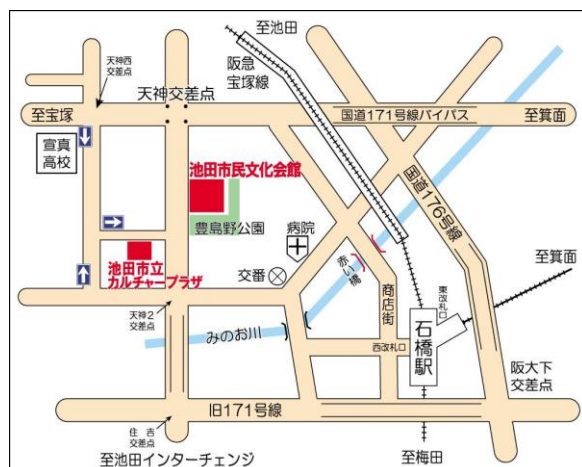 至池田
阪急
宝塚線
天神西
交差点
天神交差点
至宝塚
国道171号線バイパス
至箕面
宣真
高校
池田市民文化会館
国道176号線
豊島野公園
病院
池田市立
カルチャープラザ
交番
赤い橋
至箕面
東改札口
商店街
石橋駅
天神2
交差点
みのお川
西改札口
阪大下
交差点
旧171号線
住吉
交差点
至池田インターチェンジ
至梅田